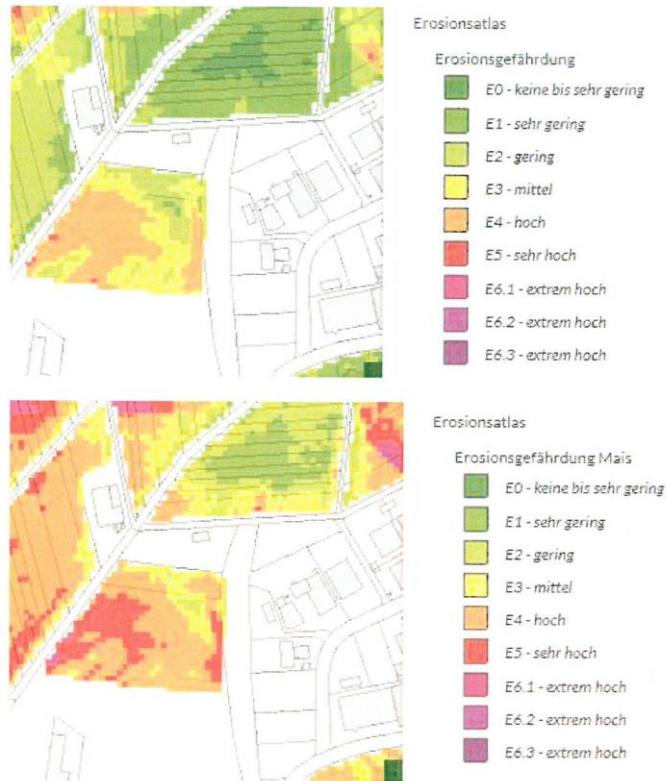 Erosionsatlas
Erosionsgefährdung
E0 - keine bis sehr gering
E1 - sehr gering
E2 - gering
E3 - mittel
E4 - hoch
E5 - sehr hoch
E6.1 - extrem hoch
E6.2 - extrem hoch
E6.3 - extrem hoch
Erosionsatlas
Erosionsgefährdung Mais
E0 - keine bis sehr gering
E1 - sehr gering
E2 - gering
E3 - mittel
E4 - hoch
E5 - sehr hoch
E6.1 - extrem hoch
E6.2 - extrem hoch
E6.3 - extrem hoch